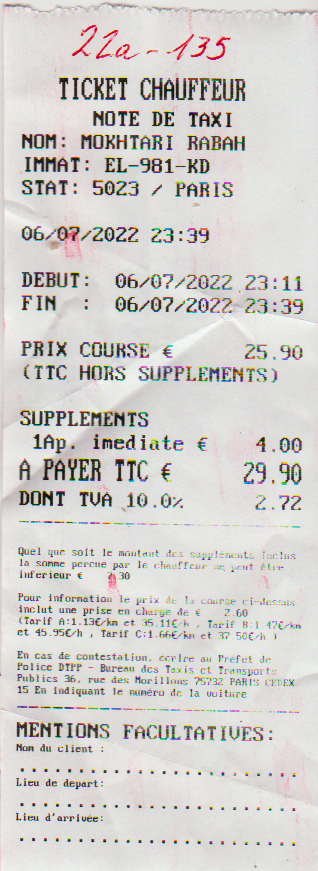 22a-135
TICKET CHAUFFEUR
NOTE DE TAXI
NOM: MOKHTARI RABAH
IMMAT: EL-981-KD
STAT: 5023 / PARIS
06/07/2022 23:39
DEBUT: 06/07/2022 23:11
FIN : 06/07/2022 23:39
PRIX COURSE € 25.90
(TTC HORS SUPPLEMENTS)
SUPPLEMENTS
1Ap. imediate € 4.00
A PAYER TTC € 29.90
DONT TVA 10.0% 2.72
Quel que soit le montant des supplements inclus
la somme percue par le chauffeur ne peut être
inferieur € 7.30
Pour information le prix de la course ci-dessus
inclut une prise en charge de € 2.60
(Tarif A:1.13€/km et 35.11€/h , Tarif B:1.47€/km
et 45.95€/h , Tarif C:1.66€/km et 37.50€/h )
En cas de contestation, ecrire au Prefet de
Police DTPP - Bureau des Taxis et Transports
Publics 36, rue des Morillons 75732 PARIS CEDEX
15 En indiquant le numéro de la voiture
MENTIONS FACULTATIVES:
Nom du client :
Lieu de depart:
Lieu d'arrivée: